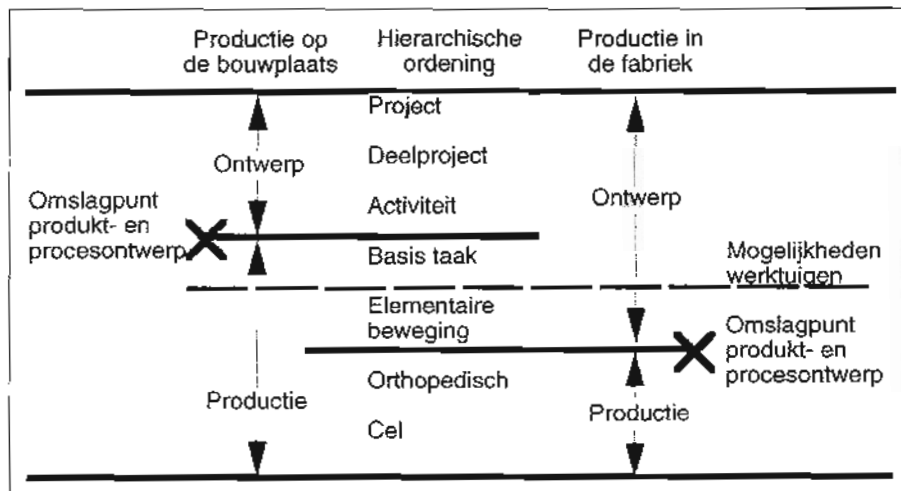 Productie op
de bouwplaats
Hierarchische
ordening
Productie in
de fabriek
Project
Ontwerp
Deelproject
Activiteit
Ontwerp
Omslagpunt
produkt- en
procesontwerp
Basis taak
Mogelijkheden
werktuigen
Elementaire
beweging
Omslagpunt
produkt- en
procesontwerp
Orthopedisch
Productie
Productie
Cel